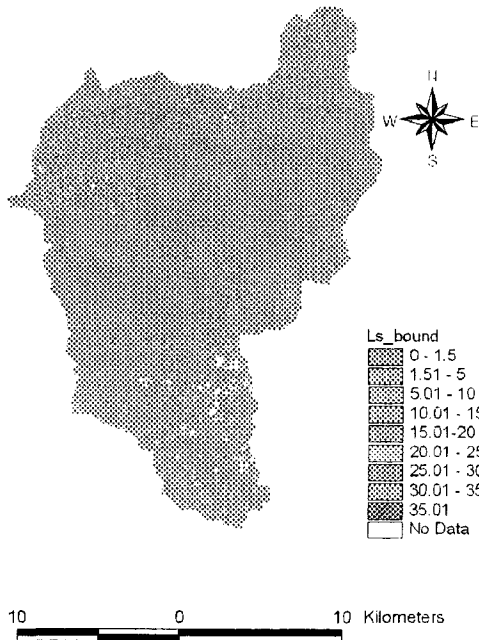 N
W E
S
Ls_bound
0 - 1.5
1.51 - 5
5.01 - 10
10.01 - 15
15.01-20
20.01 - 25
25.01 - 30
30.01 - 35
35.01
No Data
10 0 10 Kilometers